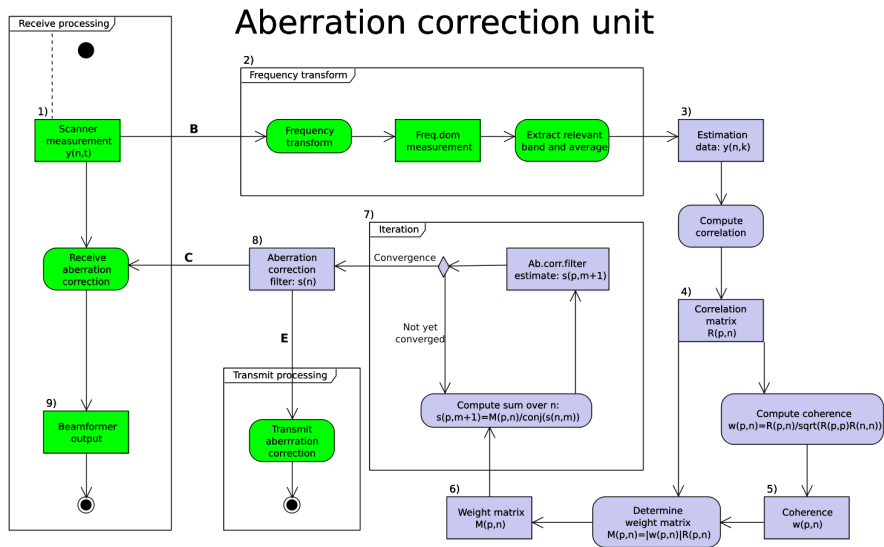 Aberration correction unit
Receive processing
1)
Scanner
measurement
y(n,t)
B
2)
Frequency transform
Frequency
transform
Freq.dom
measurement
Extract relevant
band and average
3)
Estimation
data: y(n,k)
Compute
correlation
4)
Correlation
matrix
R(p,n)
Compute coherence
w(p,n)=R(p,n)/sqrt(R(p,p)R(n,n))
5)
Coherence
w(p,n)
Determine
weight matrix
M(p,n)=|w(p,n)|R(p,n)
6)
Weight matrix
M(p,n)
7)
Iteration
Convergence
Ab.corr.filter
estimate: s(p,m+1)
Not yet
converged
Compute sum over n:
s(p,m+1)=M(p,n)/conj(s(n,m))
8)
Aberration
correction
filter: s(n)
C
Receive
aberration
correction
E
Transmit processing
Transmit
aberrration
correction
9)
Beamformer
output